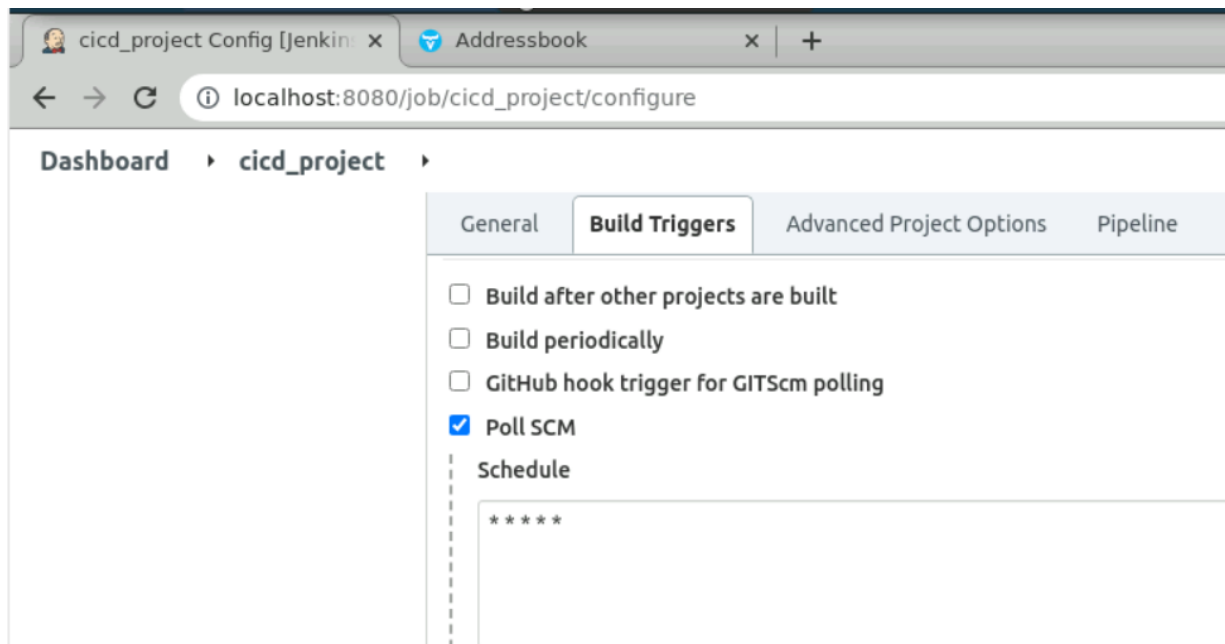 cicd_project Config [Jenkins
Addressbook
localhost:8080/job/cicd_project/configure
Dashboard cicd_project
General Build Triggers Advanced Project Options Pipeline
Build after other projects are built
Build periodically
GitHub hook trigger for GITScm polling
Poll SCM
Schedule
* * * * *